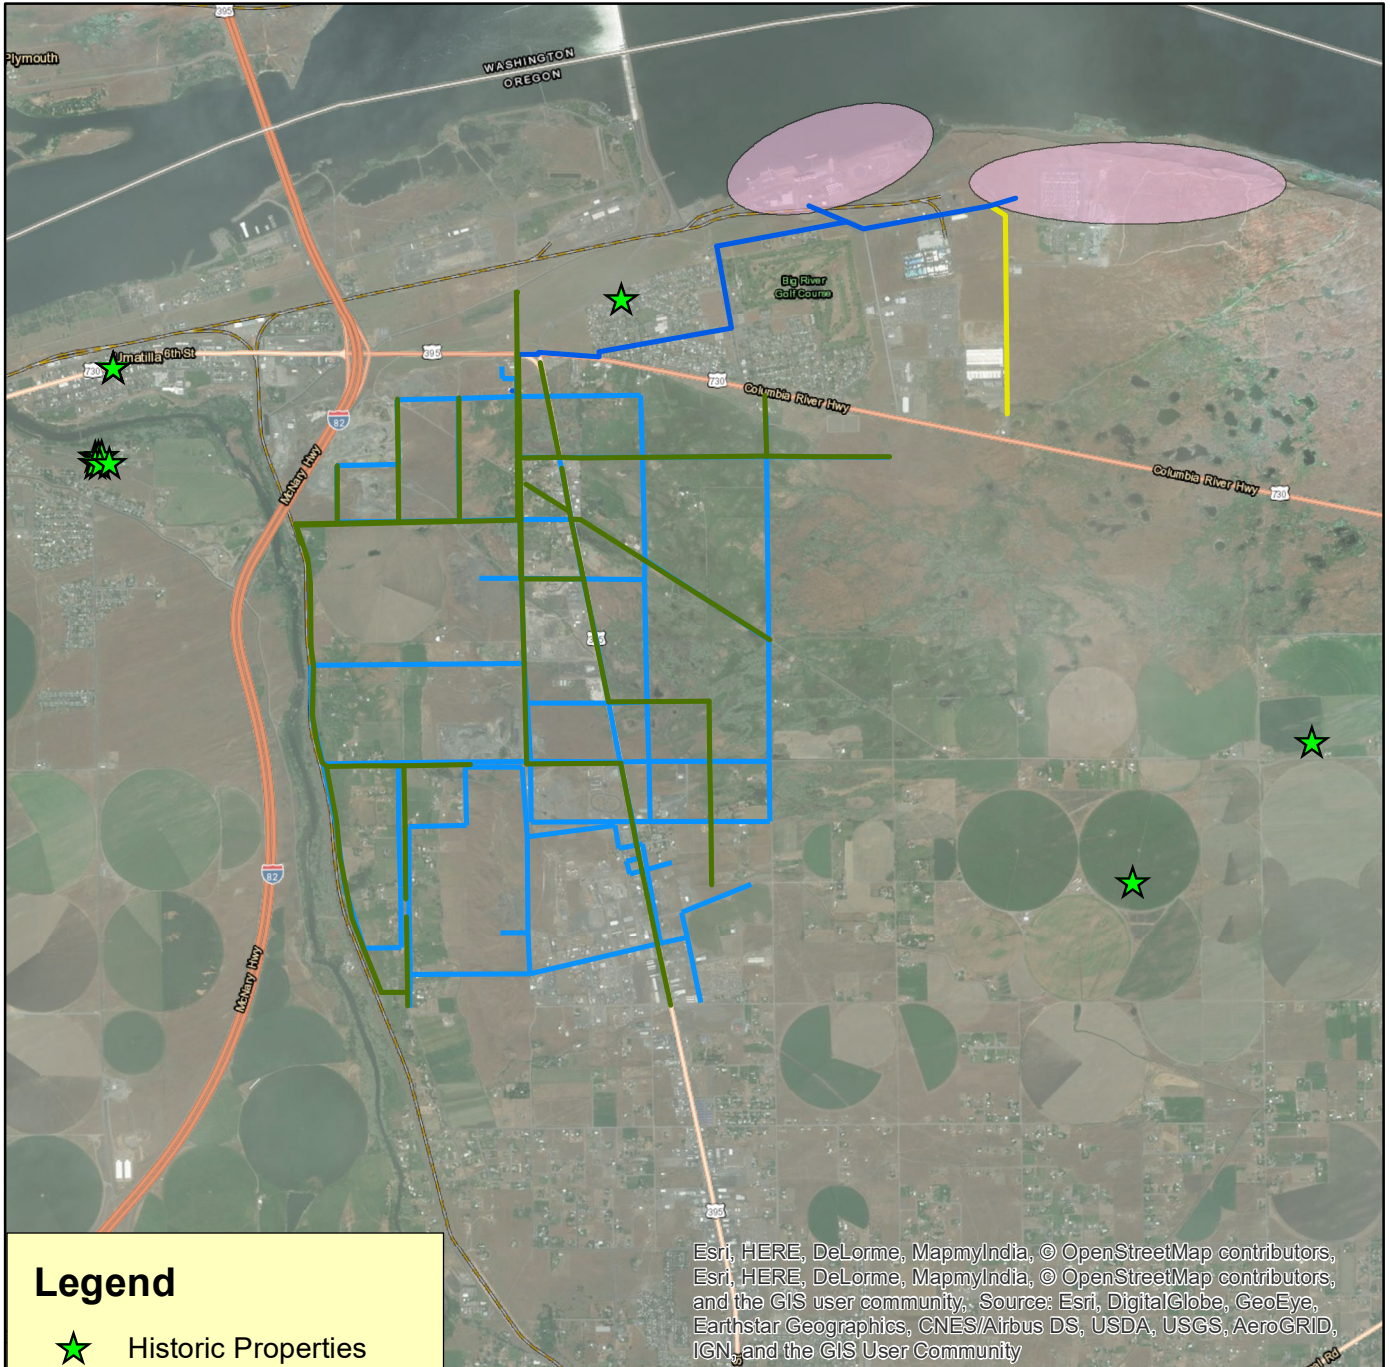 395
Plymouth
WASHINGTON
OREGON
Big River
Golf Course
Umatilla 6th St
730
395
730
Columbia River Hwy
82
McNary Hwy
Columbia River Hwy
730
395
82
McNary Hwy
395
Legend
Historic Properties
Esri, HERE, DeLorme, MapmyIndia, © OpenStreetMap contributors,
Esri, HERE, DeLorme, MapmyIndia, © OpenStreetMap contributors,
and the GIS user community, Source: Esri, DigitalGlobe, GeoEye,
Earthstar Geographics, CNES/Airbus DS, USDA, USGS, AeroGRID,
IGN, and the GIS User Community
Rd